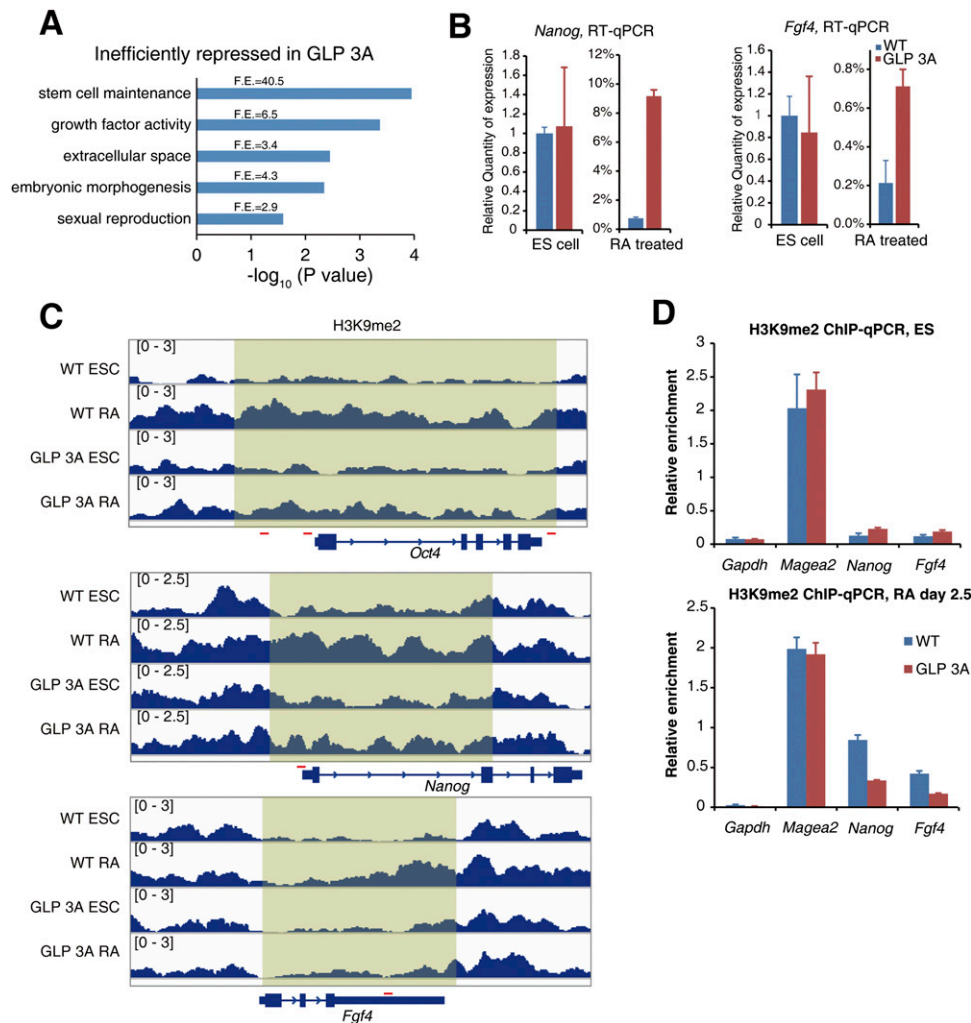 A
Inefficiently repressed in GLP 3A
stem cell maintenance
F.E.=40.5
growth factor activity
F.E.=6.5
extracellular space
F.E.=3.4
embryonic morphogenesis
F.E.=4.3
sexual reproduction
F.E.=2.9
0 1 2 3 4
-log10 (P value)
B
Nanog, RT-qPCR
Relative Quantity of expression
1.8
1.6
1.4
1.2
1
0.8
0.6
0.4
0.2
0
ES cell
12%
10%
8%
6%
4%
2%
0%
RA treated
Fgf4, RT-qPCR
WT
GLP 3A
Relative Quantity of expression
1.6
1.4
1.2
1
0.8
0.6
0.4
0.2
0
ES cell
0.8%
0.6%
0.4%
0.2%
0.0%
RA treated
C
H3K9me2
WT ESC
[0 - 3]
WT RA
[0 - 3]
GLP 3A ESC
[0 - 3]
GLP 3A RA
[0 - 3]
Oct4
WT ESC
[0 - 2.5]
WT RA
[0 - 2.5]
GLP 3A ESC
[0 - 2.5]
GLP 3A RA
[0 - 2.5]
Nanog
WT ESC
[0 - 3]
WT RA
[0 - 3]
GLP 3A ESC
[0 - 3]
GLP 3A RA
[0 - 3]
Fgf4
D
H3K9me2 ChIP-qPCR, ES
Relative enrichment
3
2.5
2
1.5
1
0.5
0
Gapdh Magea2 Nanog Fgf4
H3K9me2 ChIP-qPCR, RA day 2.5
WT
GLP 3A
Relative enrichment
2.5
2
1.5
1
0.5
0
Gapdh Magea2 Nanog Fgf4